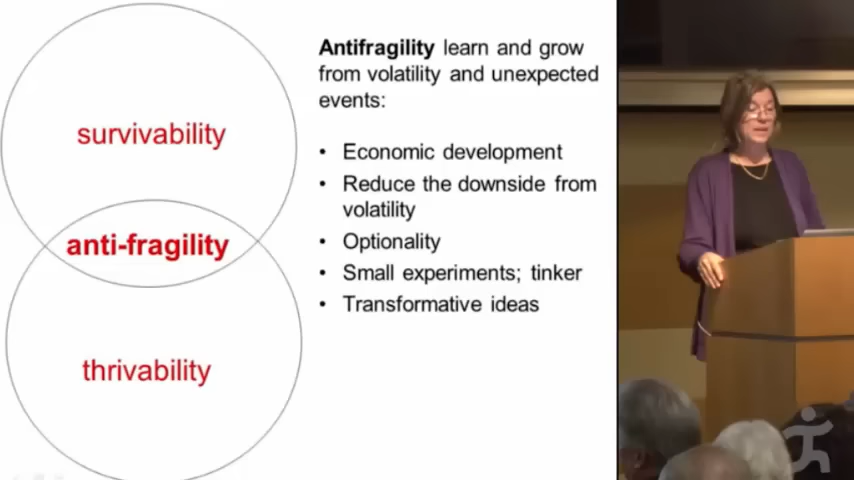 survivability
anti-fragility
thrivability
Antifragility learn and grow
from volatility and unexpected
events:
• Economic development
• Reduce the downside from
volatility
• Optionality
• Small experiments; tinker
• Transformative ideas